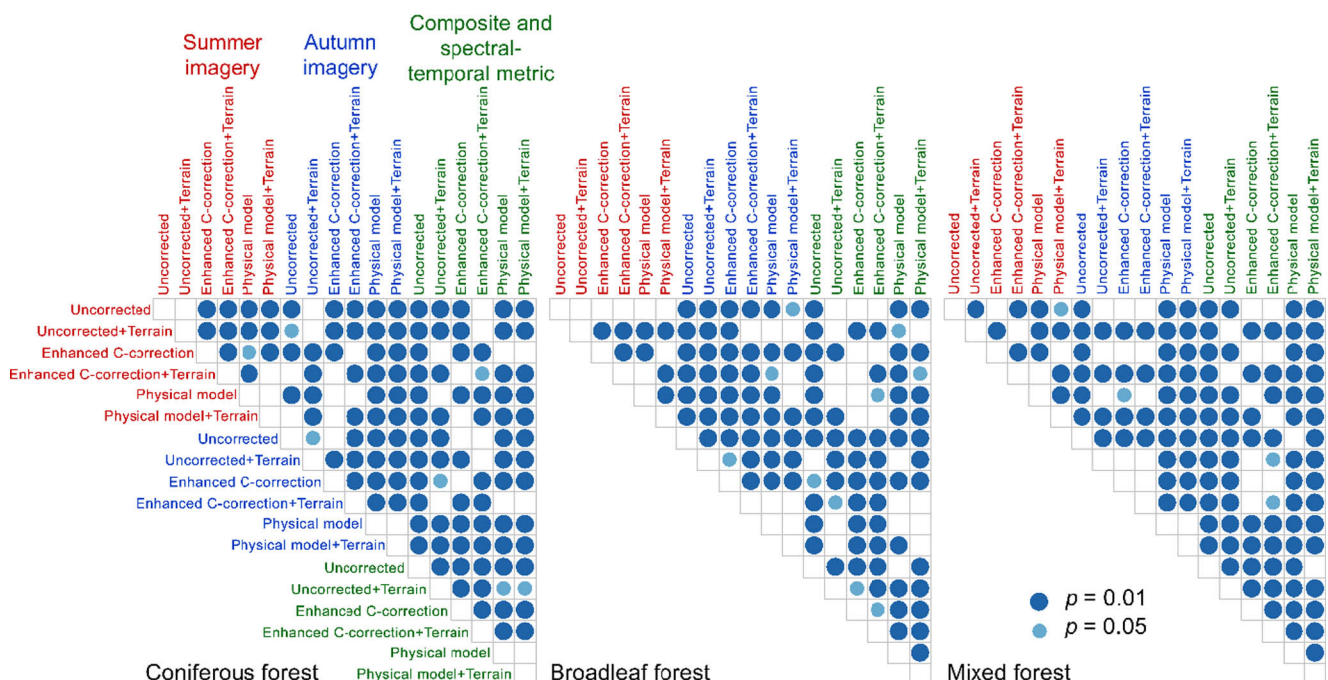 Summer
imagery
Autumn
imagery
Composite and
spectral-
temporal metric
Uncorrected
Uncorrected+Terrain
Enhanced C-correction
Enhanced C-correction+Terrain
Physical model
Physical model+Terrain
Uncorrected
Uncorrected+Terrain
Enhanced C-correction
Enhanced C-correction+Terrain
Physical model
Physical model+Terrain
Uncorrected
Uncorrected+Terrain
Enhanced C-correction
Enhanced C-correction+Terrain
Physical model
Physical model+Terrain
Uncorrected
Uncorrected+Terrain
Enhanced C-correction
Enhanced C-correction+Terrain
Physical model
Physical model+Terrain
Uncorrected
Uncorrected+Terrain
Enhanced C-correction
Enhanced C-correction+Terrain
Physical model
Physical model+Terrain
Uncorrected
Uncorrected+Terrain
Enhanced C-correction
Enhanced C-correction+Terrain
Physical model
Physical model+Terrain
Uncorrected
Uncorrected+Terrain
Enhanced C-correction
Enhanced C-correction+Terrain
Physical model
Physical model+Terrain
Uncorrected
Uncorrected+Terrain
Enhanced C-correction
Enhanced C-correction+Terrain
Physical model
Physical model+Terrain
Uncorrected
Uncorrected+Terrain
Enhanced C-correction
Enhanced C-correction+Terrain
Physical model
Physical model+Terrain
Uncorrected
Uncorrected+Terrain
Enhanced C-correction
Enhanced C-correction+Terrain
Physical model
Physical model+Terrain
Uncorrected
Uncorrected+Terrain
Enhanced C-correction
Enhanced C-correction+Terrain
Physical model
Physical model+Terrain
Uncorrected
Uncorrected+Terrain
Enhanced C-correction
Enhanced C-correction+Terrain
Physical model
Physical model+Terrain
p = 0.01
p = 0.05
Coniferous forest
Broadleaf forest
Mixed forest